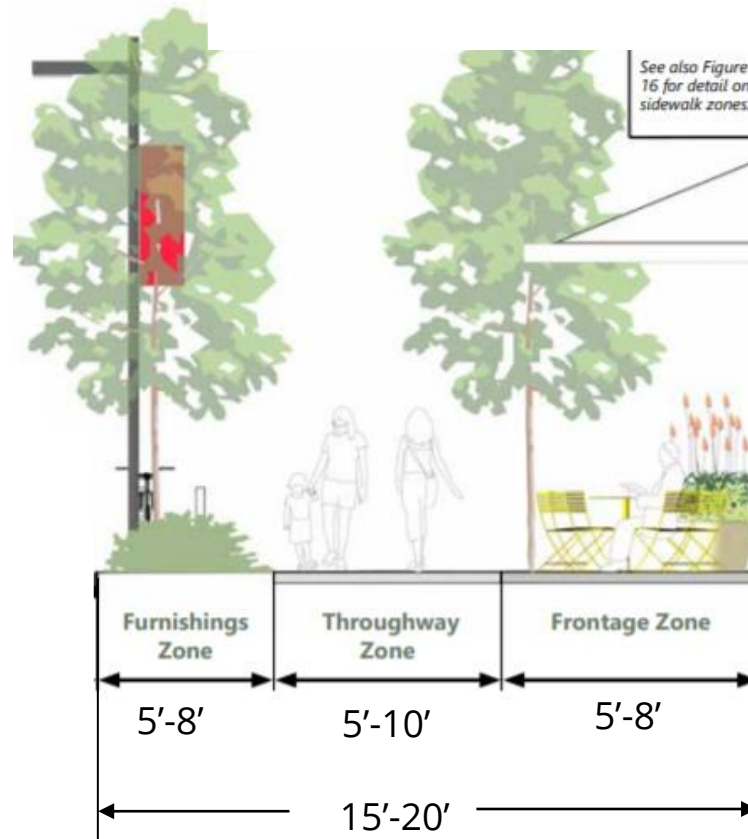 See also Figure
16 for detail on
sidewalk zones.
Furnishings
Zone
Throughway
Zone
Frontage Zone
5’-8’
5’-10’
5’-8’
15’-20’